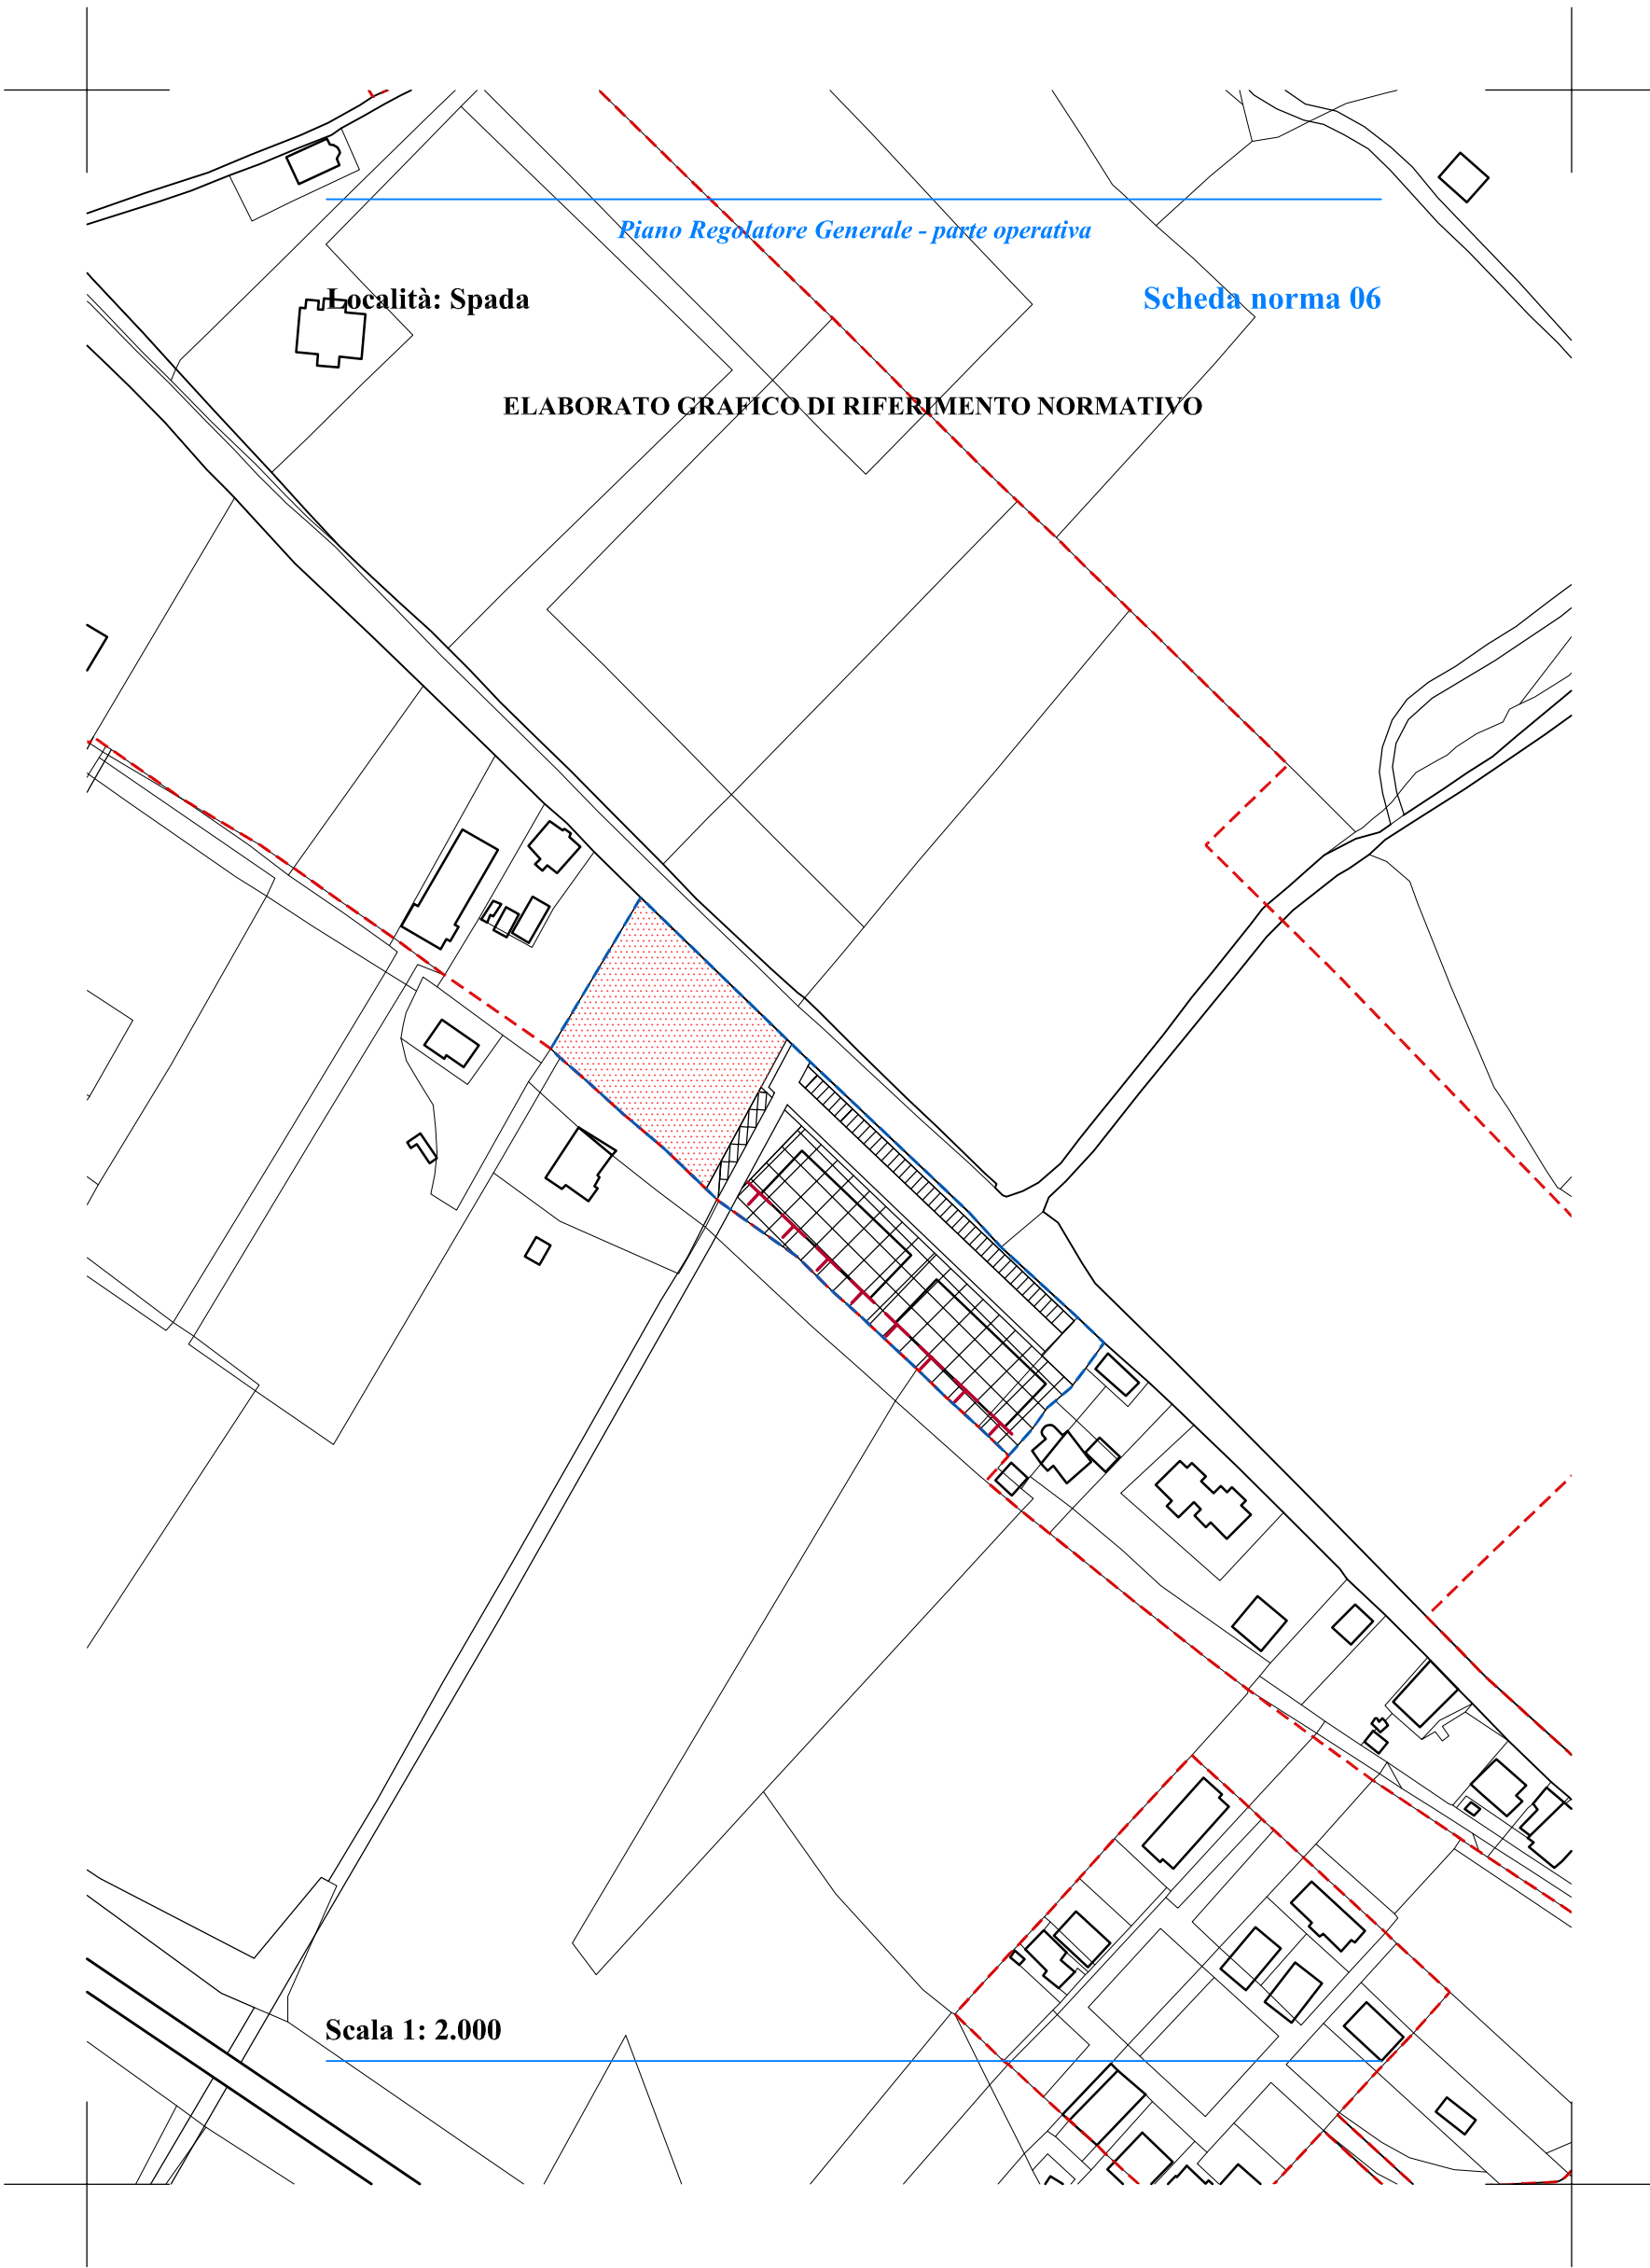 Piano Regolatore Generale - parte operativa
Località: Spada
Scheda norma 06
ELABORATO GRAFICO DI RIFERIMENTO NORMATIVO
Scala 1: 2.000